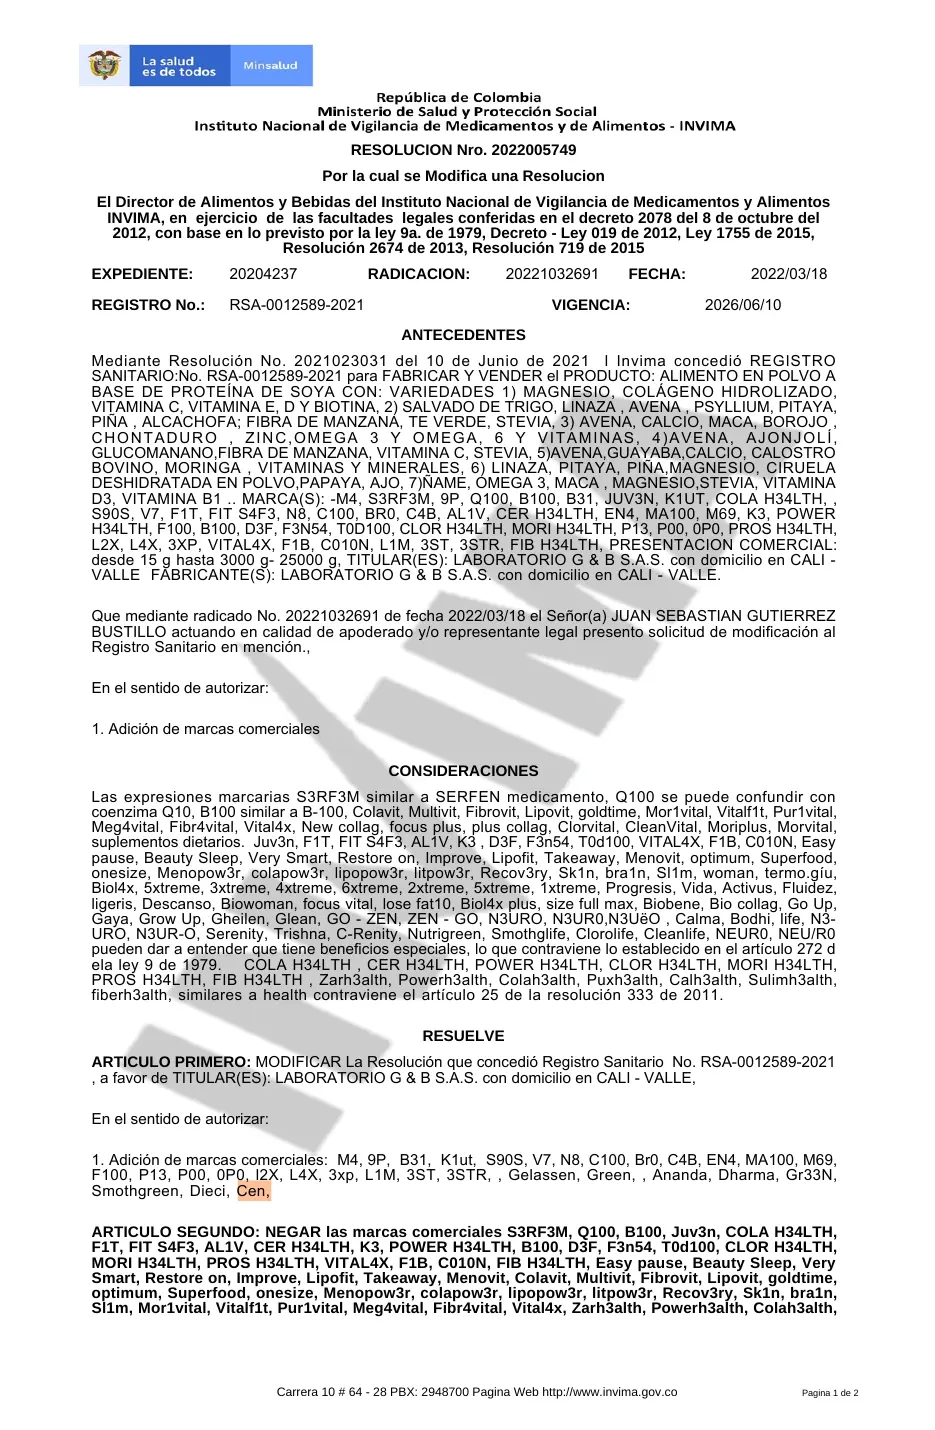 La salud
es de todos
Minsalud
República de Colombia
Ministerio de Salud y Protección Social
Instituto Nacional de Vigilancia de Medicamentos y de Alimentos - INVIMA
RESOLUCION Nro. 2022005749
Por la cual se Modifica una Resolucion
El Director de Alimentos y Bebidas del Instituto Nacional de Vigilancia de Medicamentos y Alimentos
INVIMA, en ejercicio de las facultades legales conferidas en el decreto 2078 del 8 de octubre del
2012, con base en lo previsto por la ley 9a. de 1979, Decreto - Ley 019 de 2012, Ley 1755 de 2015,
Resolución 2674 de 2013, Resolución 719 de 2015
EXPEDIENTE: 20204237 RADICACION: 20221032691 FECHA: 2022/03/18
REGISTRO No.: RSA-0012589-2021 VIGENCIA: 2026/06/10
ANTECEDENTES
Mediante Resolución No. 2021023031 del 10 de Junio de 2021 l Invima concedió REGISTRO
SANITARIO:No. RSA-0012589-2021 para FABRICAR Y VENDER el PRODUCTO: ALIMENTO EN POLVO A
BASE DE PROTEÍNA DE SOYA CON: VARIEDADES 1) MAGNESIO, COLÁGENO HIDROLIZADO,
VITAMINA C, VITAMINA E, D Y BIOTINA, 2) SALVADO DE TRIGO, LINAZA , AVENA , PSYLLIUM, PITAYA,
PIÑA , ALCACHOFA; FIBRA DE MANZANA, TE VERDE, STEVIA, 3) AVENA, CALCIO, MACA, BOROJO ,
CHONTADURO , ZINC,OMEGA 3 Y OMEGA, 6 Y VITAMINAS, 4)AVENA, AJONJOLÍ,
GLUCOMANANO,FIBRA DE MANZANA, VITAMINA C, STEVIA, 5)AVENA,GUAYABA,CALCIO, CALOSTRO
BOVINO, MORINGA , VITAMINAS Y MINERALES, 6) LINAZA, PITAYA, PIÑA,MAGNESIO, CIRUELA
DESHIDRATADA EN POLVO,PAPAYA, AJO, 7)ÑAME, OMEGA 3, MACA , MAGNESIO,STEVIA, VITAMINA
D3, VITAMINA B1 .. MARCA(S): -M4, S3RF3M, 9P, Q100, B100, B31, JUV3N, K1UT, COLA H34LTH, ,
S90S, V7, F1T, FIT S4F3, N8, C100, BR0, C4B, AL1V, CER H34LTH, EN4, MA100, M69, K3, POWER
H34LTH, F100, B100, D3F, F3N54, T0D100, CLOR H34LTH, MORI H34LTH, P13, P00, 0P0, PROS H34LTH,
L2X, L4X, 3XP, VITAL4X, F1B, C010N, L1M, 3ST, 3STR, FIB H34LTH, PRESENTACION COMERCIAL:
desde 15 g hasta 3000 g- 25000 g, TITULAR(ES): LABORATORIO G & B S.A.S. con domicilio en CALI -
VALLE FABRICANTE(S): LABORATORIO G & B S.A.S. con domicilio en CALI - VALLE.
Que mediante radicado No. 20221032691 de fecha 2022/03/18 el Señor(a) JUAN SEBASTIAN GUTIERREZ
BUSTILLO actuando en calidad de apoderado y/o representante legal presento solicitud de modificación al
Registro Sanitario en mención.,
En el sentido de autorizar:
1. Adición de marcas comerciales
CONSIDERACIONES
Las expresiones marcarias S3RF3M similar a SERFEN medicamento, Q100 se puede confundir con
coenzima Q10, B100 similar a B-100, Colavit, Multivit, Fibrovit, Lipovit, goldtime, Mor1vital, Vitalf1t, Pur1vital,
Meg4vital, Fibr4vital, Vital4x, New collag, focus plus, plus collag, Clorvital, CleanVital, Moriplus, Morvital,
suplementos dietarios. Juv3n, F1T, FIT S4F3, AL1V, K3 , D3F, F3n54, T0d100, VITAL4X, F1B, C010N, Easy
pause, Beauty Sleep, Very Smart, Restore on, Improve, Lipofit, Takeaway, Menovit, optimum, Superfood,
onesize, Menopow3r, colapow3r, lipopow3r, litpow3r, Recov3ry, Sk1n, bra1n, Sl1m, woman, termo.gíu,
Biol4x, 5xtreme, 3xtreme, 4xtreme, 6xtreme, 2xtreme, 5xtreme, 1xtreme, Progresis, Vida, Activus, Fluidez,
ligeris, Descanso, Biowoman, focus vital, lose fat10, Biol4x plus, size full max, Biobene, Bio collag, Go Up,
Gaya, Grow Up, Gheilen, Glean, GO - ZEN, ZEN - GO, N3URO, N3UR0,N3UëO , Calma, Bodhi, life, N3-
URO, N3UR-O, Serenity, Trishna, C-Renity, Nutrigreen, Smothglife, Clorolife, Cleanlife, NEUR0, NEU/R0
pueden dar a entender que tiene beneficios especiales, lo que contraviene lo establecido en el artículo 272 d
ela ley 9 de 1979. COLA H34LTH , CER H34LTH, POWER H34LTH, CLOR H34LTH, MORI H34LTH,
PROS H34LTH, FIB H34LTH , Zarh3alth, Powerh3alth, Colah3alth, Puxh3alth, Calh3alth, Sulimh3alth,
fiberh3alth, similares a health contraviene el artículo 25 de la resolución 333 de 2011.
RESUELVE
ARTICULO PRIMERO: MODIFICAR La Resolución que concedió Registro Sanitario No. RSA-0012589-2021
, a favor de TITULAR(ES): LABORATORIO G & B S.A.S. con domicilio en CALI - VALLE,
En el sentido de autorizar:
1. Adición de marcas comerciales: M4, 9P, B31, K1ut, S90S, V7, N8, C100, Br0, C4B, EN4, MA100, M69,
F100, P13, P00, 0P0, l2X, L4X, 3xp, L1M, 3ST, 3STR, , Gelassen, Green, , Ananda, Dharma, Gr33N,
Smothgreen, Dieci, Cen,
ARTICULO SEGUNDO: NEGAR las marcas comerciales S3RF3M, Q100, B100, Juv3n, COLA H34LTH,
F1T, FIT S4F3, AL1V, CER H34LTH, K3, POWER H34LTH, B100, D3F, F3n54, T0d100, CLOR H34LTH,
MORI H34LTH, PROS H34LTH, VITAL4X, F1B, C010N, FIB H34LTH, Easy pause, Beauty Sleep, Very
Smart, Restore on, Improve, Lipofit, Takeaway, Menovit, Colavit, Multivit, Fibrovit, Lipovit, goldtime,
optimum, Superfood, onesize, Menopow3r, colapow3r, lipopow3r, litpow3r, Recov3ry, Sk1n, bra1n,
Sl1m, Mor1vital, Vitalf1t, Pur1vital, Meg4vital, Fibr4vital, Vital4x, Zarh3alth, Powerh3alth, Colah3alth,
Carrera 10 # 64 - 28 PBX: 2948700 Pagina Web http://www.invima.gov.co
Pagina 1 de 2